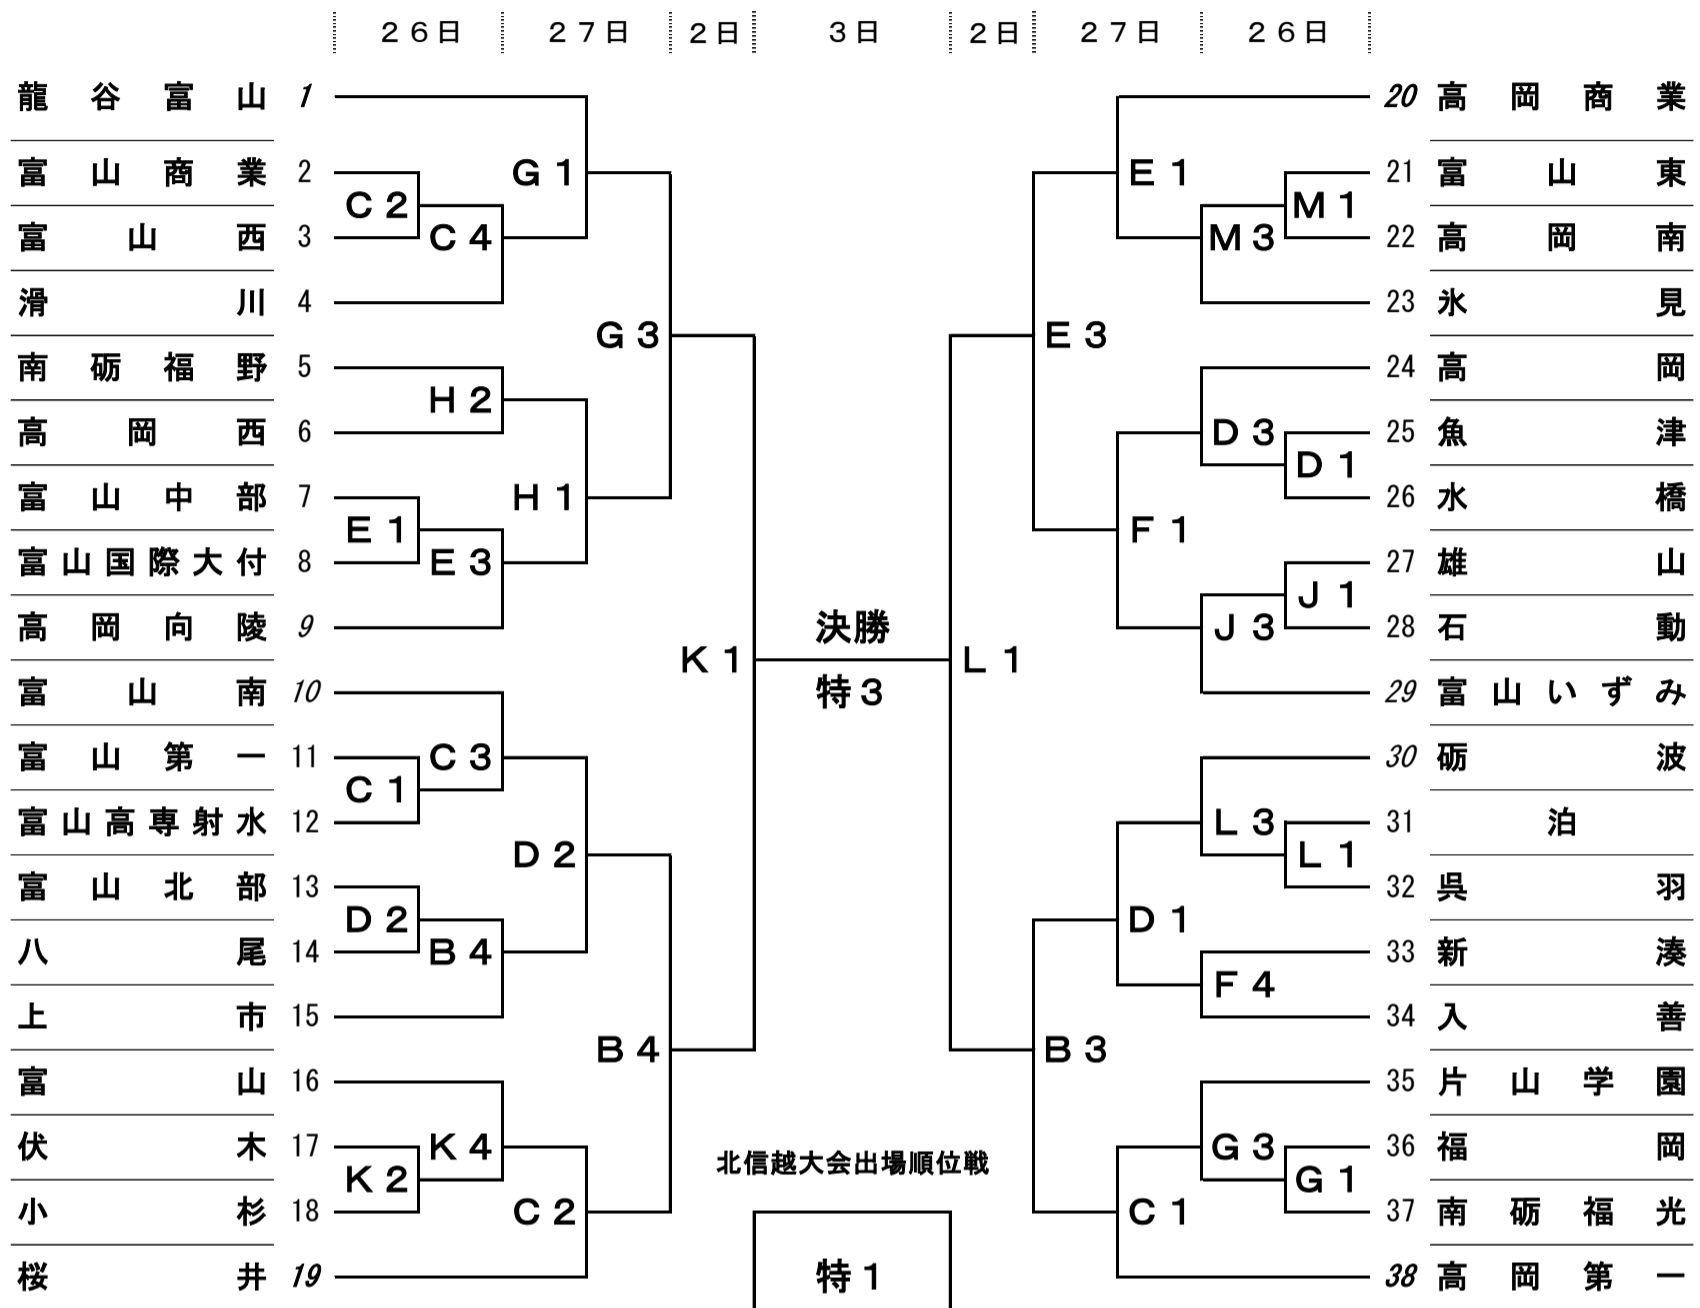 26日 27日 2日 3日 2日 27日 26日
龍谷富山 1
富山商業 2
富山西 3
滑川 4
南砺福野 5
高岡西 6
富山中部 7
富山国際大付 8
高岡向陵 9
富山南 10
富山第一 11
富山高専射水 12
富山北部 13
八尾 14
上市 15
富山 16
伏木 17
小杉 18
桜井 19
C2
C4
G1
H2
E1
E3
H1
G3
C1
C3
D2
B4
D2
K2
K4
C2
B4
K1
決勝
特3
北信越大会出場順位戦
特1
L1
E3
E1
M3
M1
F1
D3
D1
J3
J1
B3
D1
L3
L1
F4
C1
G3
G1
20 高岡商業
21 富山東
22 高岡南
23 氷見
24 高岡
25 魚津
26 水橋
27 雄山
28 石動
29 富山いずみ
30 砺波
31 泊
32 呉羽
33 新湊
34 入善
35 片山学園
36 福岡
37 南砺福光
38 高岡第一